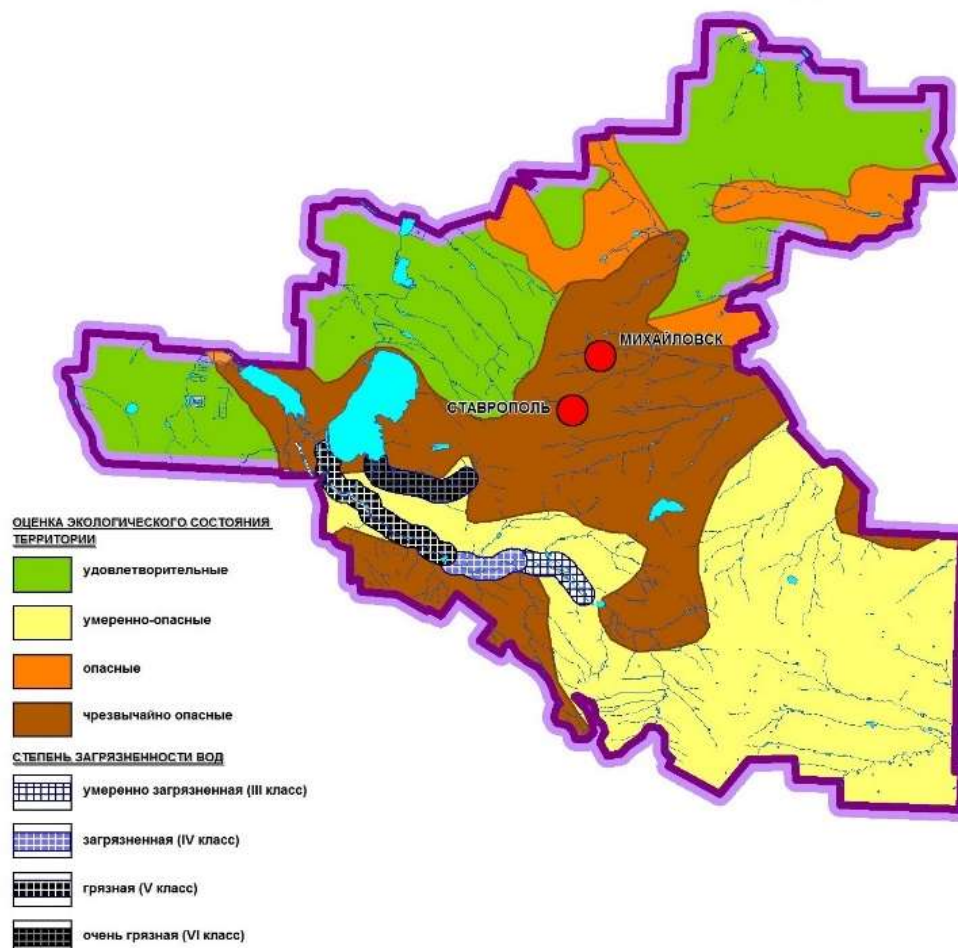 МИХАЙЛОВСК
СТАВРОПОЛЬ
ОЦЕНКА ЭКОЛОГИЧЕСКОГО СОСТОЯНИЯ
ТЕРРИТОРИИ
удовлетворительные
умеренно-опасные
опасные
чрезвычайно опасные
СТЕПЕНЬ ЗАГРЯЗНЕННОСТИ ВОД
умеренно загрязненная (III класс)
загрязненная (IV класс)
грязная (V класс)
очень грязная (VI класс)